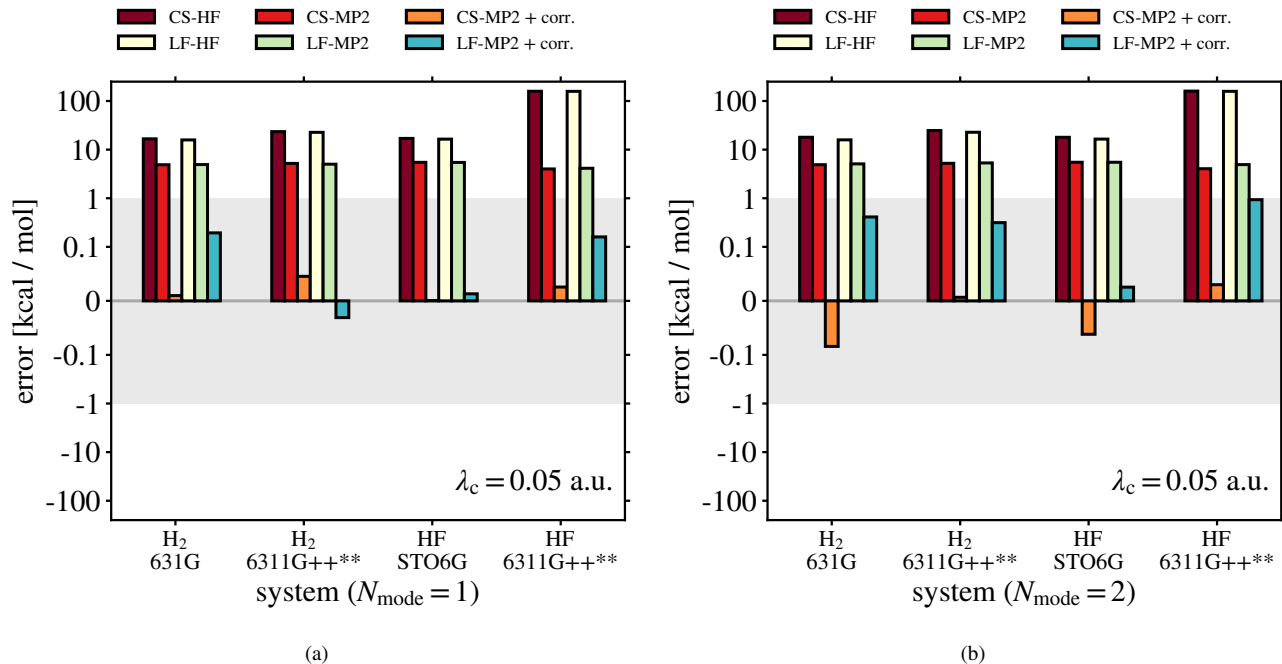 CS-HF CS-MP2 CS-MP2 + corr.
LF-HF LF-MP2 LF-MP2 + corr.
100
10
1
0.1
0
-0.1
-1
-10
-100
error [kcal / mol]
λc = 0.05 a.u.
H2 H2 HF HF
631G 6311G++** STO6G 6311G++**
system (Nmode = 1)
(a)
CS-HF CS-MP2 CS-MP2 + corr.
LF-HF LF-MP2 LF-MP2 + corr.
100
10
1
0.1
0
-0.1
-1
-10
-100
error [kcal / mol]
λc = 0.05 a.u.
H2 H2 HF HF
631G 6311G++** STO6G 6311G++**
system (Nmode = 2)
(b)